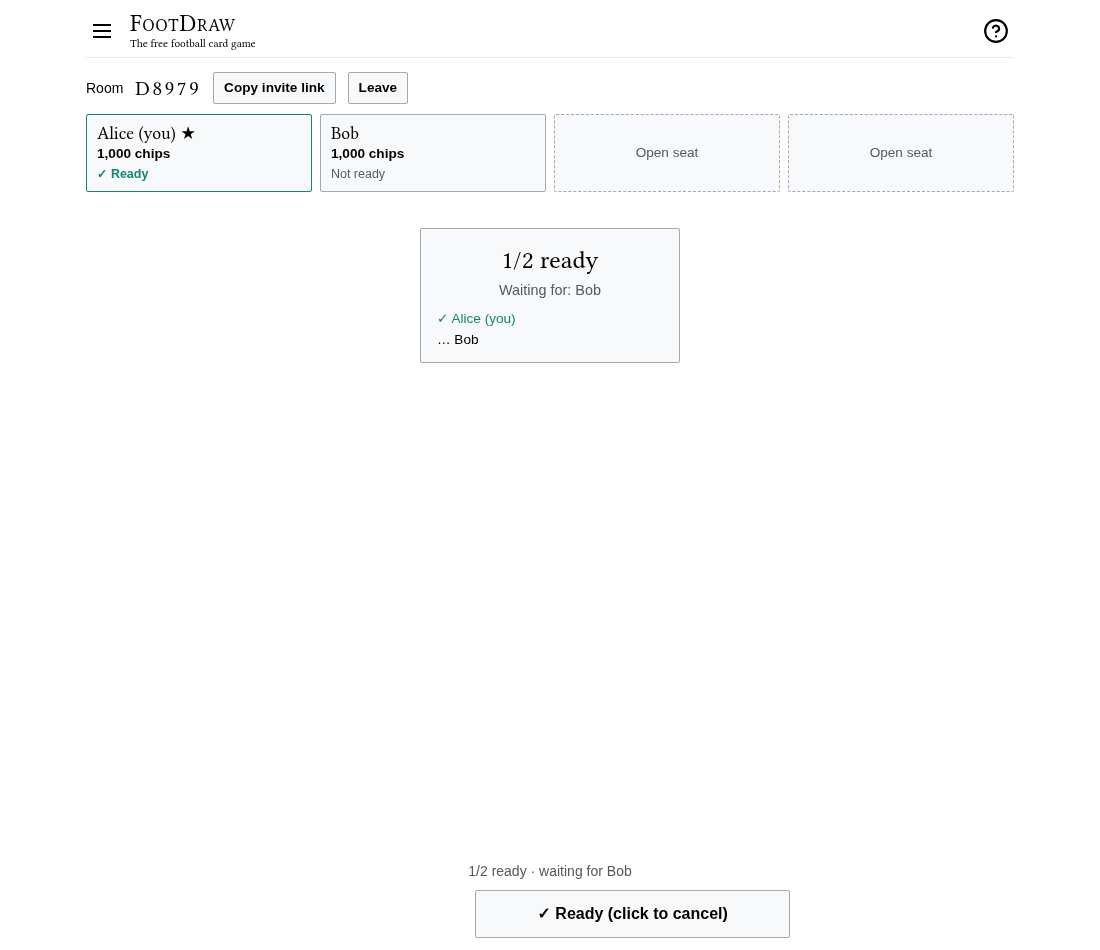 FootDraw
The free football card game
Room D8979 Copy invite link Leave
Alice (you) ★
1,000 chips
✓ Ready
Bob
1,000 chips
Not ready
Open seat
Open seat
1/2 ready
Waiting for: Bob
✓ Alice (you)
… Bob
1/2 ready · waiting for Bob
✓ Ready (click to cancel)